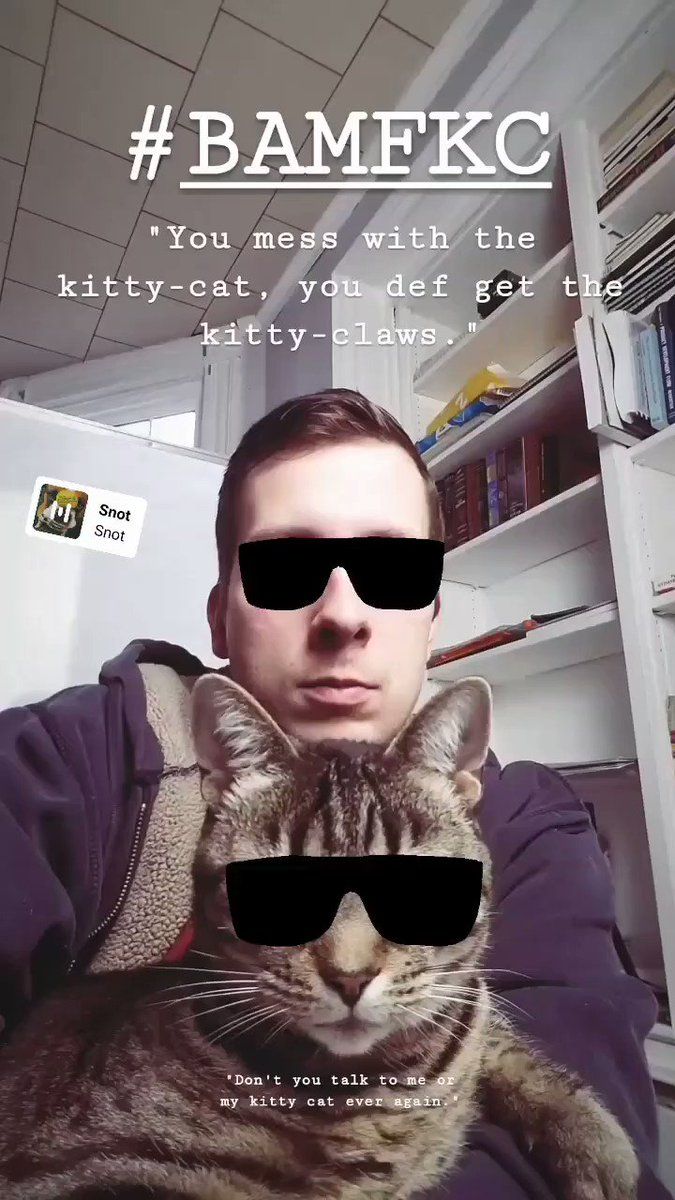 #BAMFKC
"You mess with the
kitty-cat, you def get the
kitty-claws."
Snot
Snot
"Don't you talk to me or
my kitty cat ever again."